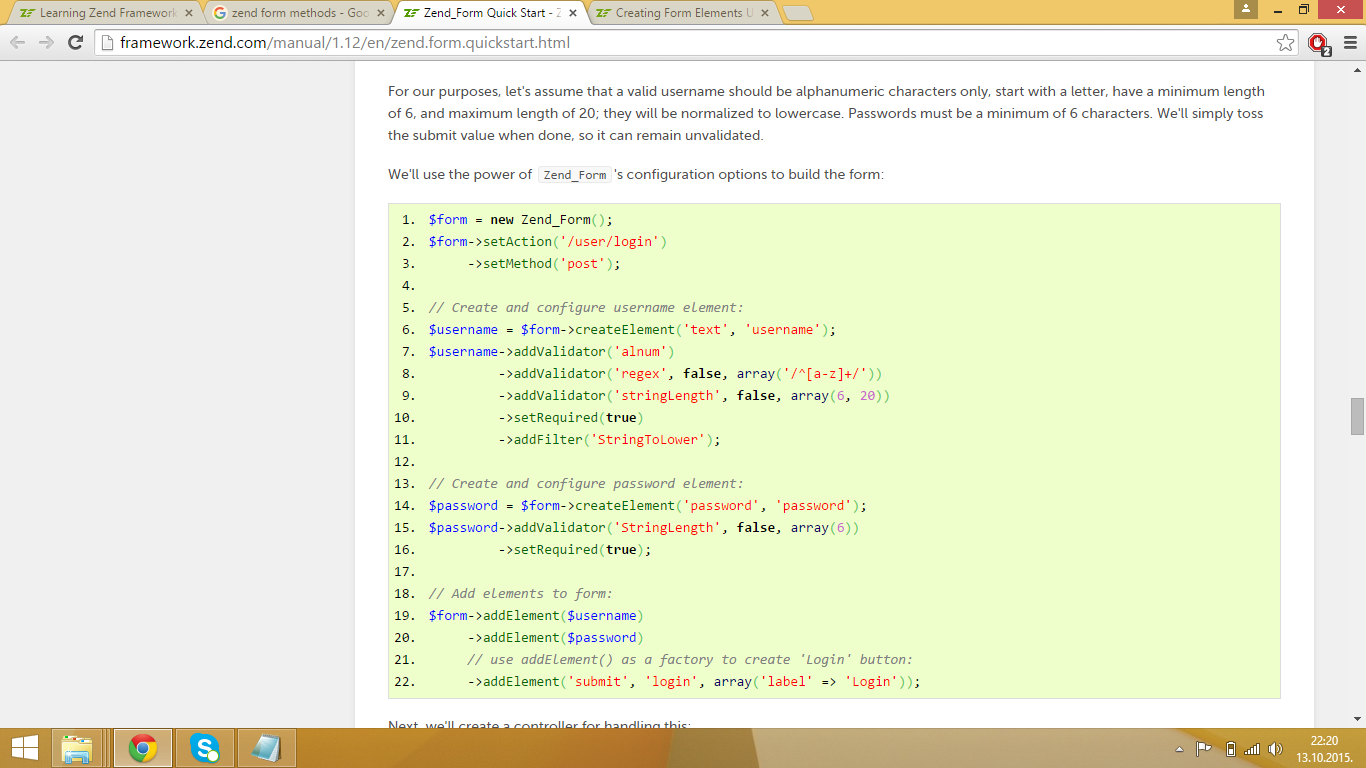 Learning Zend Framework
zend form methods - Goo
Zend_Form Quick Start - Z
Creating Form Elements U
framework.zend.com/manual/1.12/en/zend.form.quickstart.html
2
For our purposes, let's assume that a valid username should be alphanumeric characters only, start with a letter, have a minimum length
of 6, and maximum length of 20; they will be normalized to lowercase. Passwords must be a minimum of 6 characters. We'll simply toss
the submit value when done, so it can remain unvalidated.
We'll use the power of Zend_Form 's configuration options to build the form:
1. $form = new Zend_Form();
2. $form->setAction('/user/login')
3. ->setMethod('post');
4.
5. // Create and configure username element:
6. $username = $form->createElement('text', 'username');
7. $username->addValidator('alnum')
8. ->addValidator('regex', false, array('/^[a-z]+/'))
9. ->addValidator('stringLength', false, array(6, 20))
10. ->setRequired(true)
11. ->addFilter('StringToLower');
12.
13. // Create and configure password element:
14. $password = $form->createElement('password', 'password');
15. $password->addValidator('StringLength', false, array(6))
16. ->setRequired(true);
17.
18. // Add elements to form:
19. $form->addElement($username)
20. ->addElement($password)
21. // use addElement() as a factory to create 'Login' button:
22. ->addElement('submit', 'login', array('label' => 'Login'));
Next, we'll create a controller for handling this:
22:20
13.10.2015.